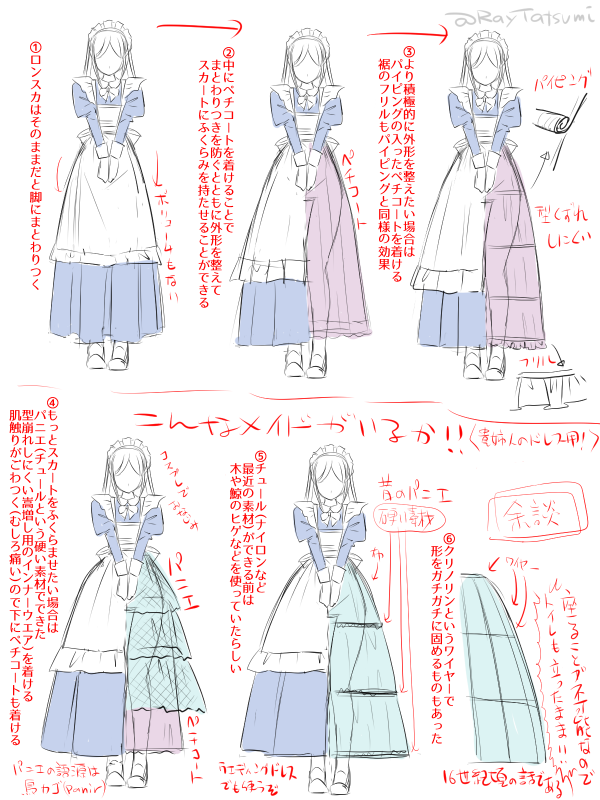 @RayTatsumi
①ロンスカはそのままだと脚にまとわりつく
ボリュームもない
②中にペチコートを着けることで
まとわりつきを防ぐとともに外形を整えて
スカートにふくらみを持たせることができる
ペチコート
③より積極的に外形を整えたい場合は
パイピングの入ったペチコートを着ける
裾のフリルもパイピングと同様の効果
パイピング
型くずれ
しにくい
フリル
こんなメイドがいるか!!
(貴婦人のドレス用!)
④もっとスカートをふくらませたい場合は
パニエ(チュールという硬い素材でできた
型崩れしにくい嵩増し用のインナーウエア)を着ける
肌触りがごわつく(むしろ痛い)ので下にペチコートも着ける
パニエ
ペチコート
パニエの語源は
鳥カゴ(panir)
⑤チュール(ナイロンなど
最近の素材)ができる前は
木や鯨のヒゲなどを使っていたらしい
昔のパニエ
硬い素材
ウエディングドレス
でも使うぞ
余談
⑥クリノリンというワイヤーで
形をガチガチに固めるものもあった
ワイヤー
座ることが不可能なので
トイレも立ったまま!!
16世紀頃の話である